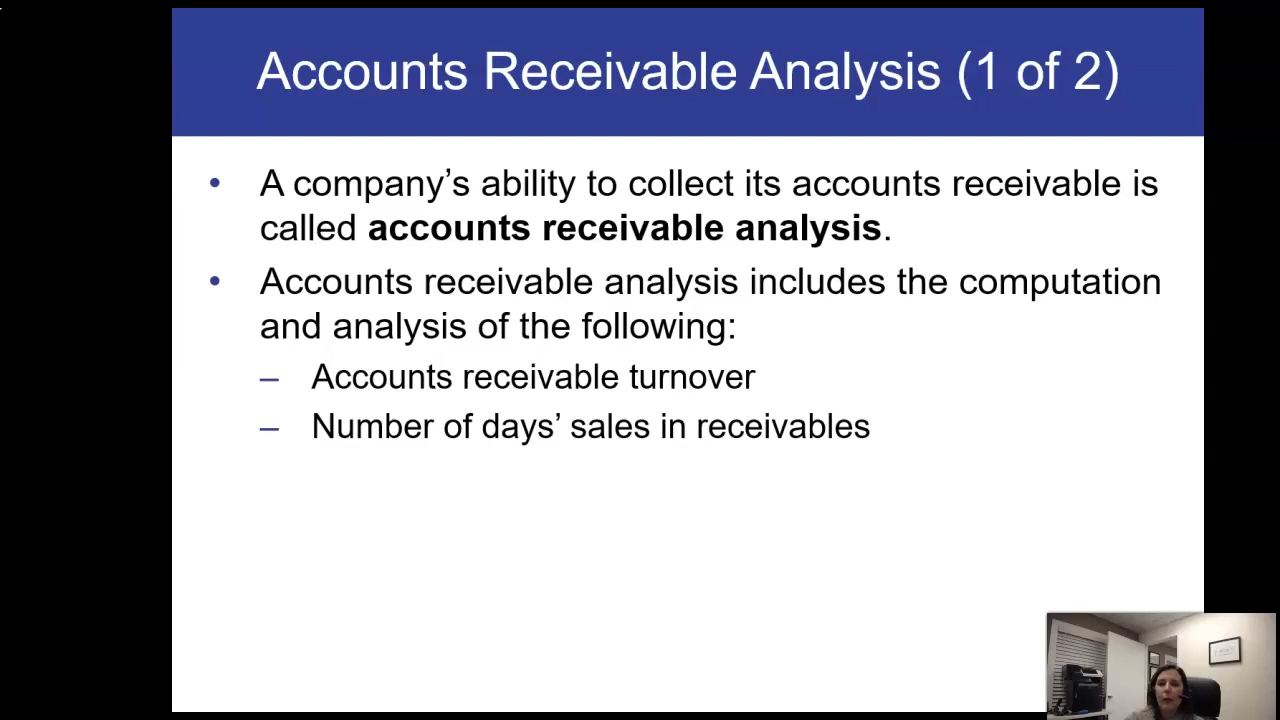 Accounts Receivable Analysis (1 of 2)
• A company’s ability to collect its accounts receivable is
called accounts receivable analysis.
• Accounts receivable analysis includes the computation
and analysis of the following:
– Accounts receivable turnover
– Number of days’ sales in receivables